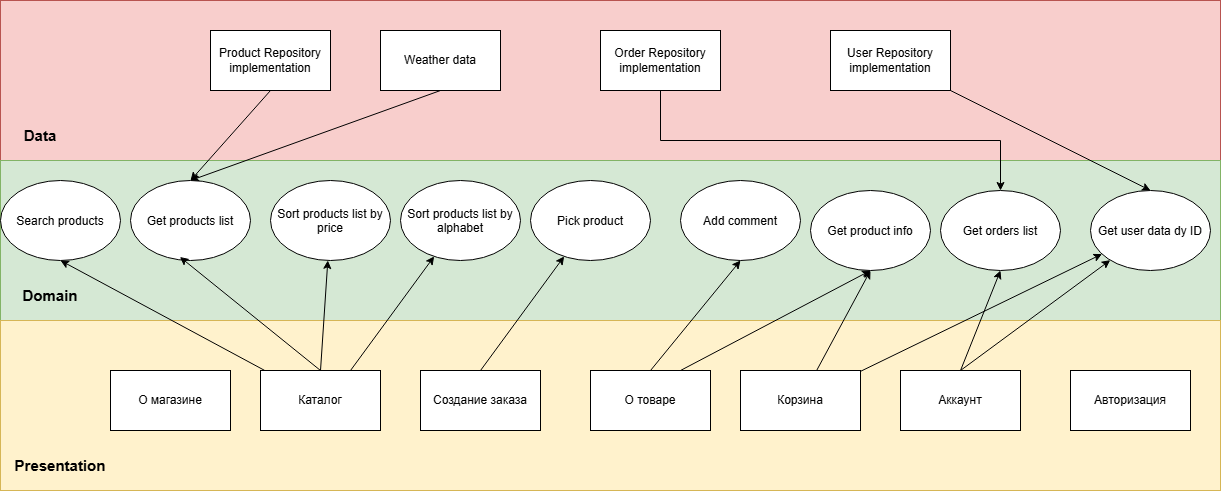 Product Repository
implementation
Weather data
Order Repository
implementation
User Repository
implementation
Data
Search products
Get products list
Sort products list by
price
Sort products list by
alphabet
Pick product
Add comment
Get product info
Get orders list
Get user data dy ID
Domain
О магазине
Каталог
Создание заказа
О товаре
Корзина
Аккаунт
Авторизация
Presentation